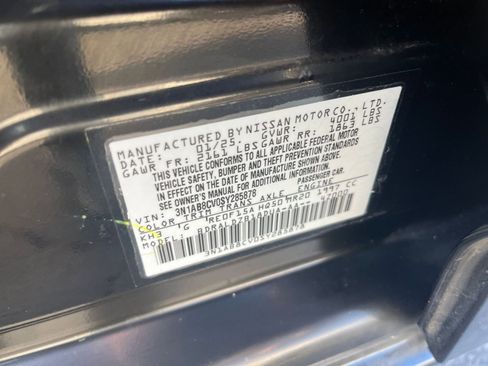 MANUFACTURED BY NISSAN MOTOR CO., LTD.
DATE: 01/25 GVWR: 4001 LBS
GAWR FR: 2161 LBS GAWR RR: 1863 LBS
THIS VEHICLE CONFORMS TO ALL APPLICABLE FEDERAL MOTOR
VEHICLE SAFETY, BUMPER, AND THEFT PREVENTION STANDARDS
IN EFFECT ON THE DATE OF MANUFACTURE SHOWN ABOVE.
SEE OWNER'S MANUAL FOR ADDITIONAL INFORMATION.
VIN: 3N1AB8CV0SY285878 PASSENGER CAR
COLOR TRIM TRANS AXLE ENGINE
KH3 G RE0F15A HQ50 MR20 1997 CC
MODEL:
3N1AB8CV0SY285878